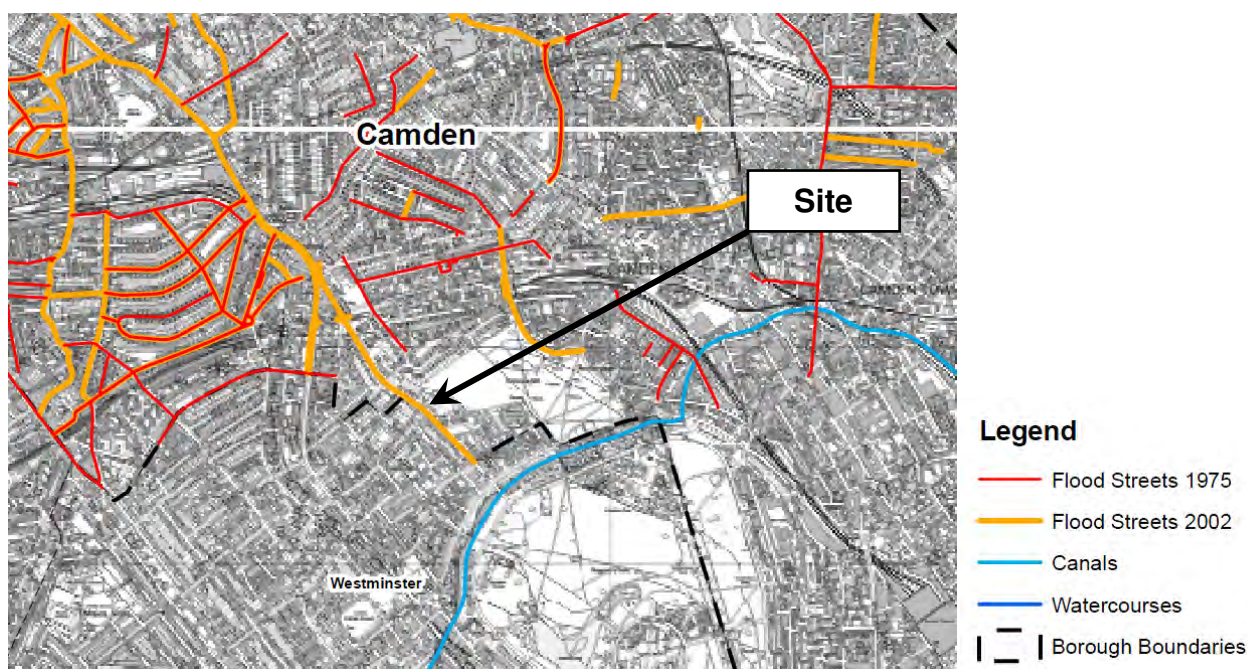 Camden
Site
Westminster
Legend
Flood Streets 1975
Flood Streets 2002
Canals
Watercourses
Borough Boundaries